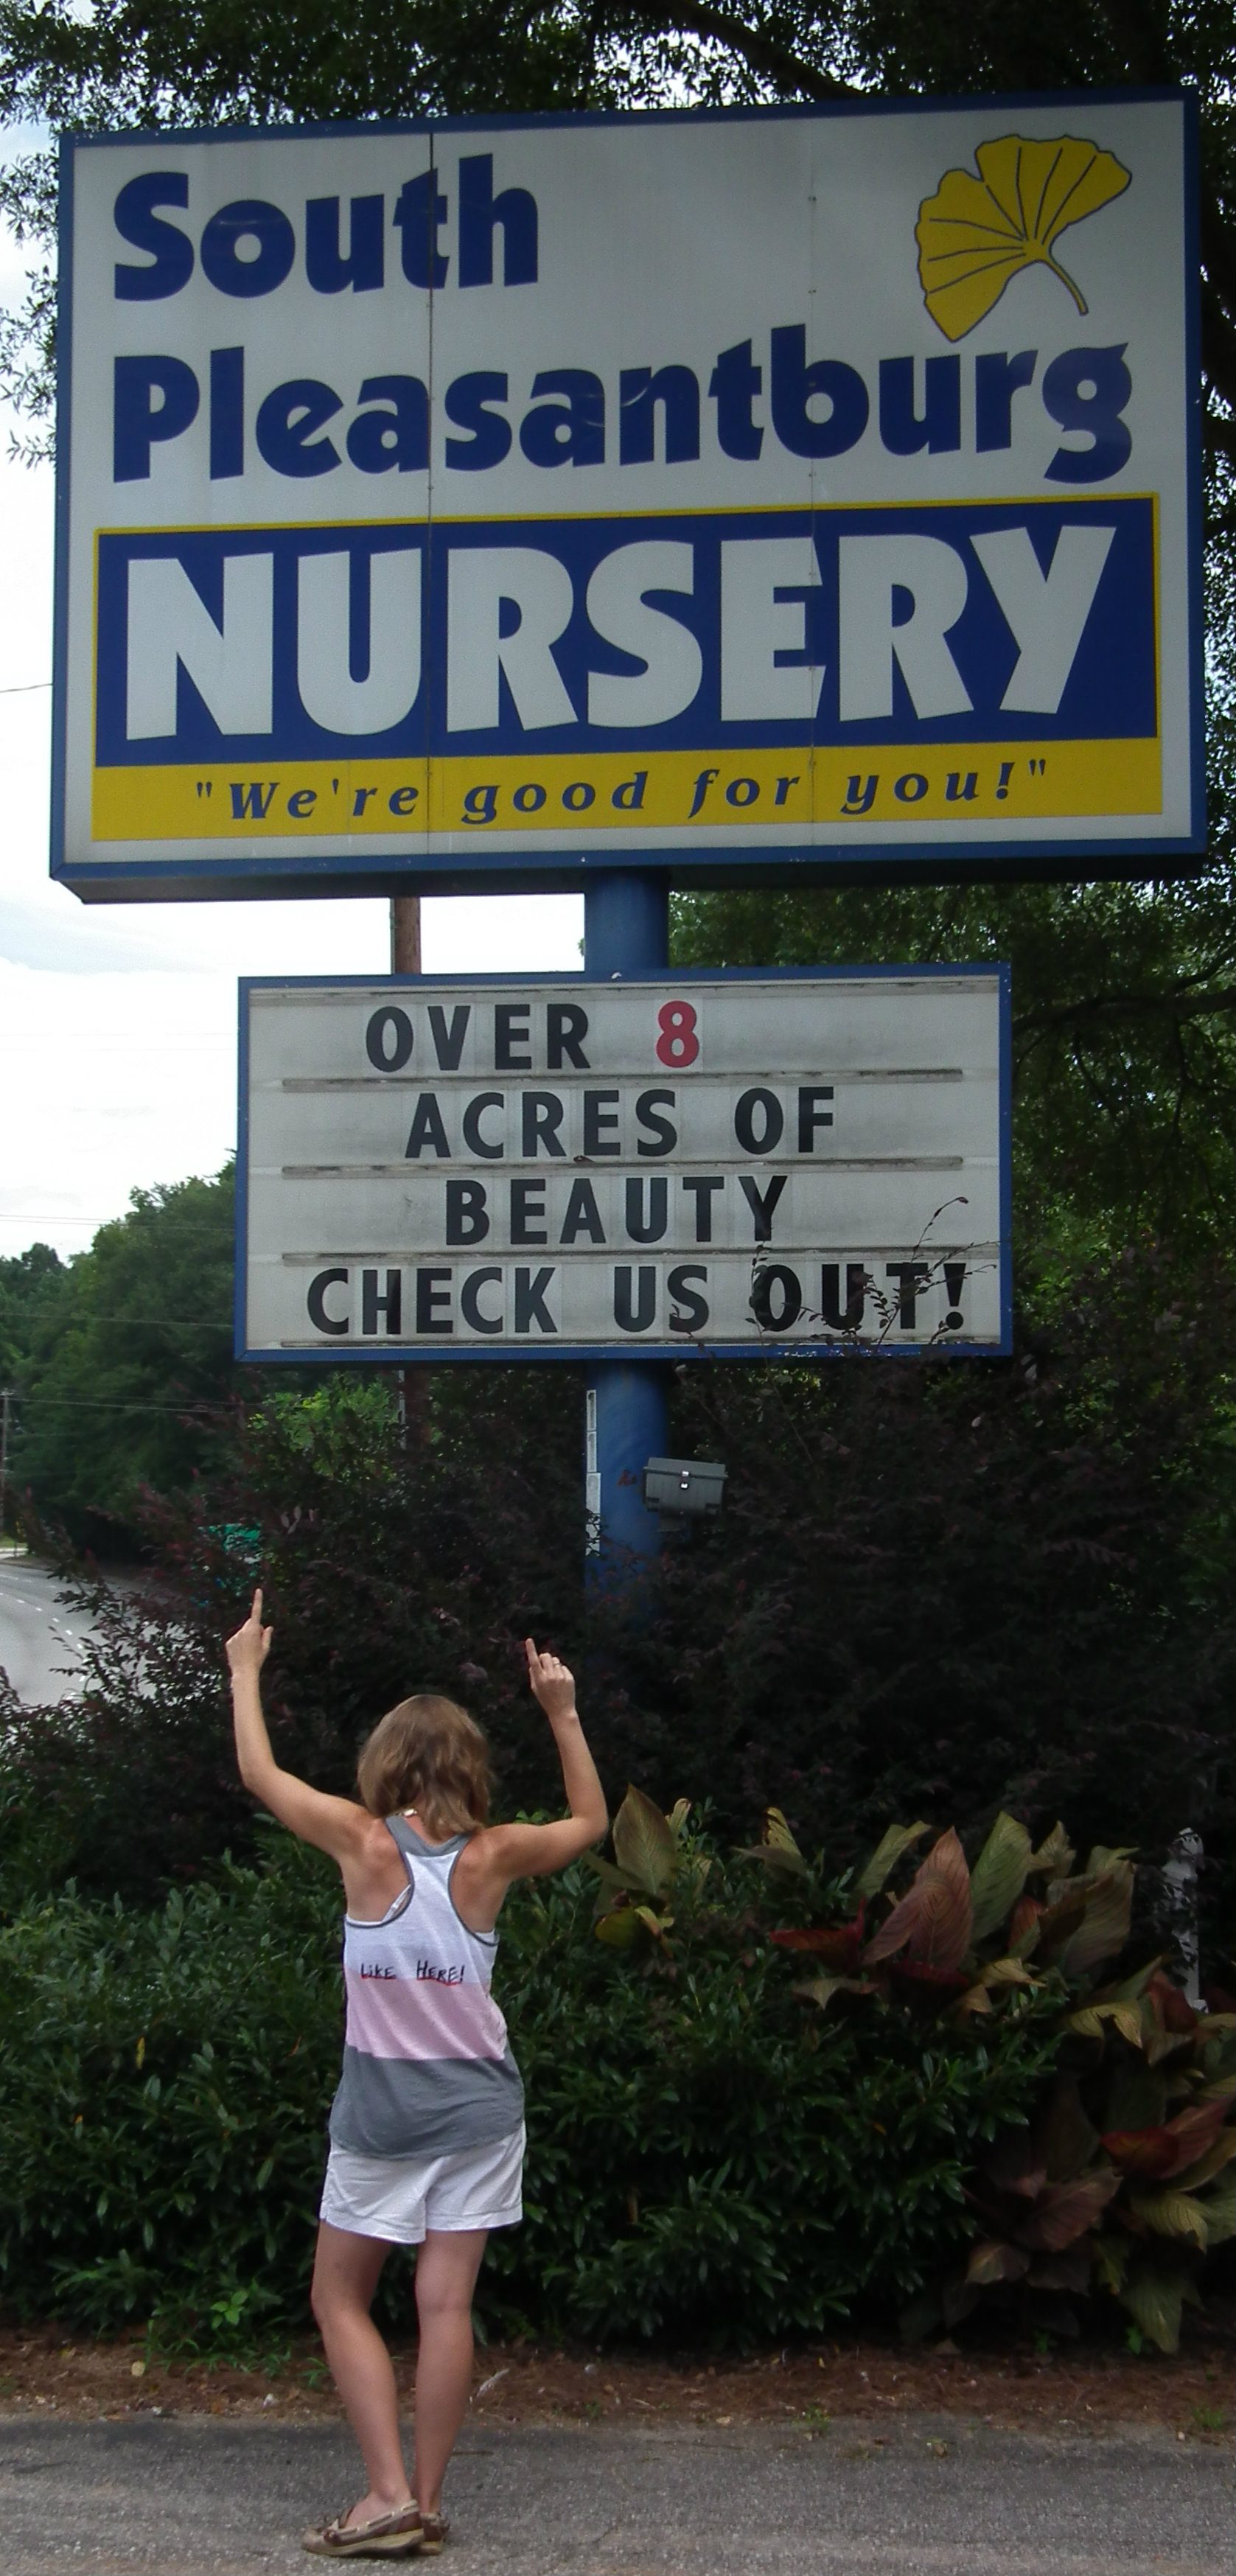 South
Pleasantburg
NURSERY
"We're good for you!"
OVER 8
ACRES OF
BEAUTY
CHECK US OUT!
LIKE HERE!